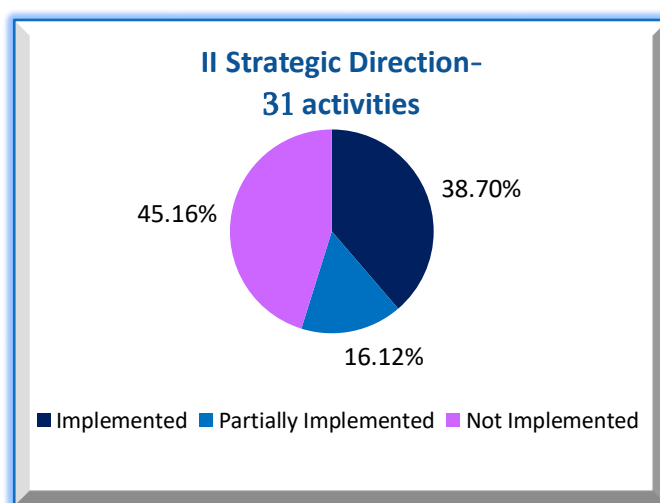 II Strategic Direction-
31 activities
38.70%
45.16%
16.12%
Implemented
Partially Implemented
Not Implemented